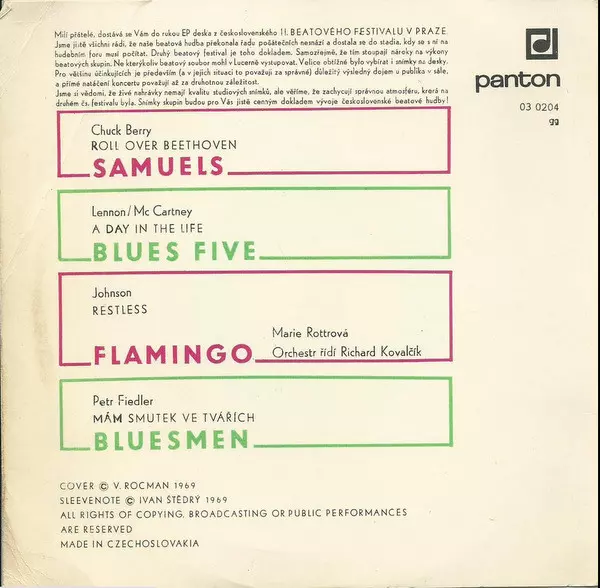 Milí přátelé, dostává se Vám do rukou EP deska z československého II. BEATOVÉHO FESTIVALU V PRAZE.
Jsme jistě všichni rádi, že naše beatová hudba překonala řadu počátečních nesnází a dostala se do stadia, kdy se s ní na
hudebním foru musí počítat. Druhý beatový festival je toho dokladem. Samozřejmě, že tím stoupají nároky na výkony
beatových skupin. Ne kterýkoliv beatový soubor mohl v Lucerně vystupovat. Velice obtížné bylo vybírat i snímky na desky.
Pro většinu účinkujících je především (a v jejich situaci to považuji za správné) důležitý výsledný dojem u publika v sále,
a přímé natáčení koncertu považují až za druhotnou záležitost.
Jsme si vědomi, že živé nahrávky nemají kvalitu studiových snímků, ale věříme, že zachycují správnou atmosféru, která na
druhém čs. festivalu byla. Snímky skupin budou pro Vás jistě cenným dokladem vývoje československé beatové hudby!
panton
03 0204
gg
Chuck Berry
ROLL OVER BEETHOVEN
SAMUELS
Lennon/Mc Cartney
A DAY IN THE LIFE
BLUES FIVE
Johnson
RESTLESS
Marie Rottrová
FLAMINGO Orchestr řídí Richard Kovalčík
Petr Fiedler
MÁM SMUTEK VE TVÁŘÍCH
BLUESMEN
COVER © V. ROCMAN 1969
SLEEVENOTE © IVAN ŠTĚDRÝ 1969
ALL RIGHTS OF COPYING, BROADCASTING OR PUBLIC PERFORMANCES
ARE RESERVED
MADE IN CZECHOSLOVAKIA